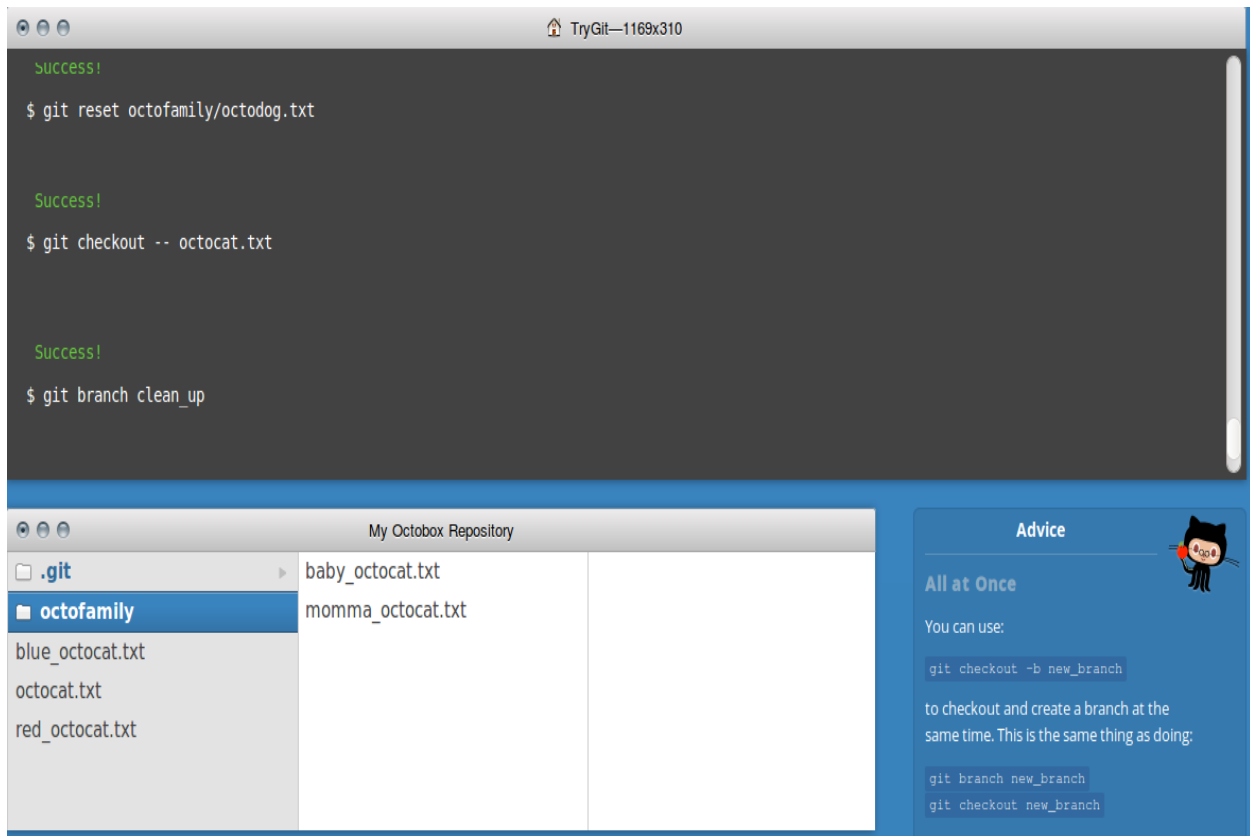 TryGit—1169x310
Success!
$ git reset octofamily/octodog.txt
Success!
$ git checkout -- octocat.txt
Success!
$ git branch clean_up
My Octobox Repository
.git
octofamily
blue_octocat.txt
octocat.txt
red_octocat.txt
baby_octocat.txt
momma_octocat.txt
Advice
All at Once
You can use:
git checkout -b new_branch
to checkout and create a branch at the
same time. This is the same thing as doing:
git branch new_branch
git checkout new_branch